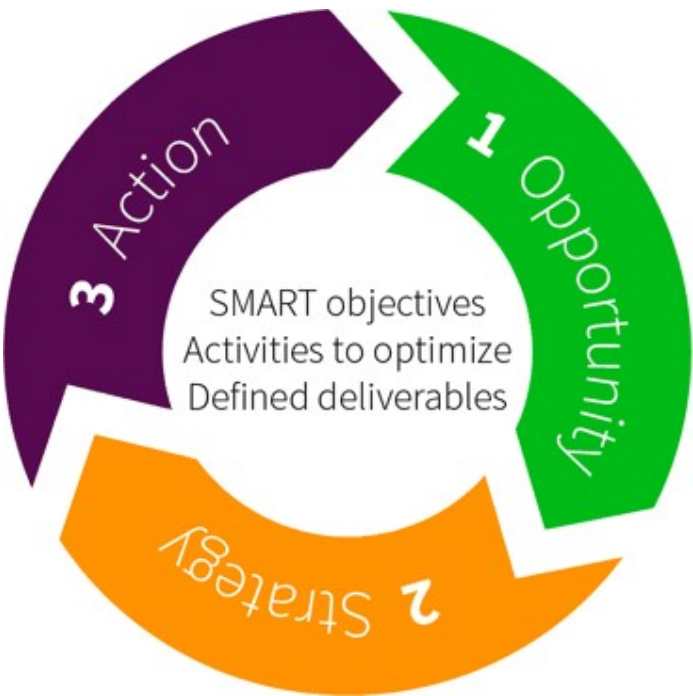 1 Opportunity
2 Strategy
3 Action
SMART objectives
Activities to optimize
Defined deliverables